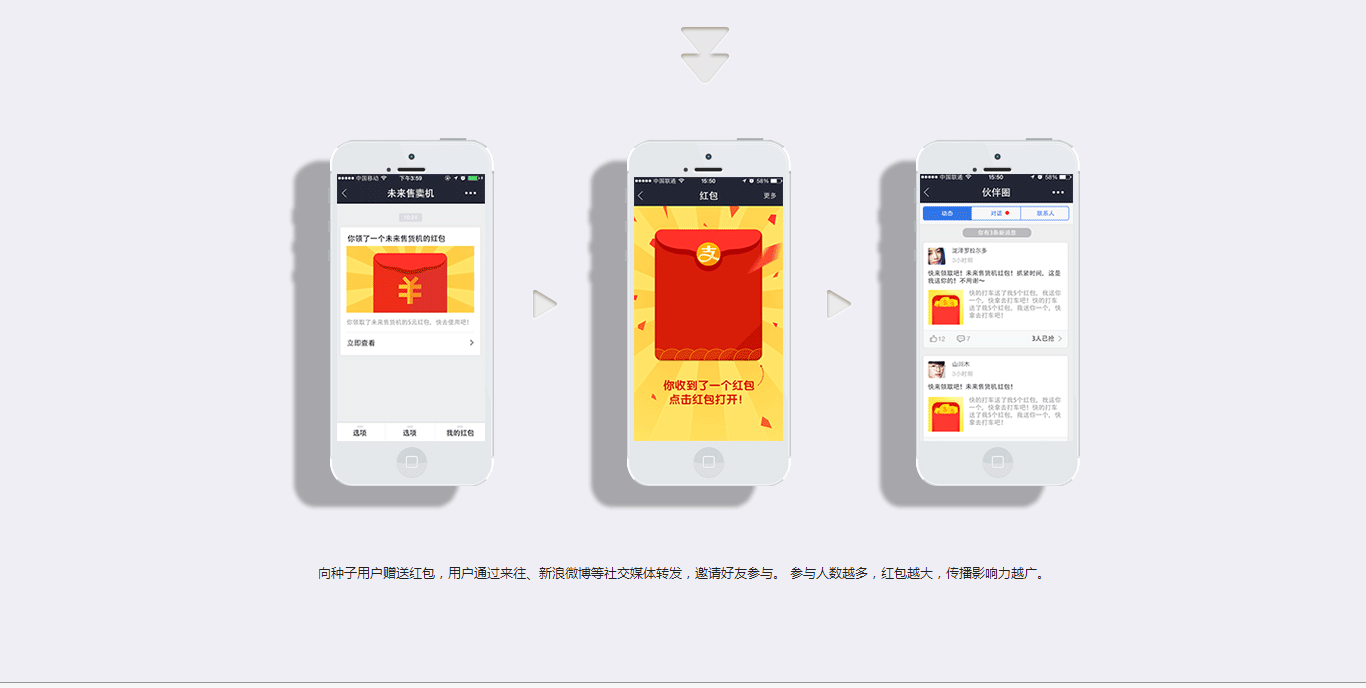 中国移动
下午3:59
未来售卖机
你领了一个未来售货机的红包
你领取了未来售货机的5元红包，快去使用吧！
立即查看
选项
选项
我的红包
中国联通
15:50
58%
红包
更多
支
你收到了一个红包
点击红包打开！
中国联通
15:50
58%
伙伴圈
动态
对话
联系人
3小时前
快来领取吧！未来售货机红包！抓紧时间，这是
我送你的！不用谢～
快的打车送了我5个红包，我送你
一个，快拿去打车吧！快的打车
送了我5个红包，我送你一个，快
拿去打车吧！
12
7
3人已抢
山川木
3小时前
快来领取吧！未来售货机红包！
快的打车送了我5个红包，我送你
一个，快拿去打车吧！快的打车
送了我5个红包，我送你一个，快
拿去打车吧！
向种子用户赠送红包，用户通过来往、新浪微博等社交媒体转发，邀请好友参与。 参与人数越多，红包越大，传播影响力越广。